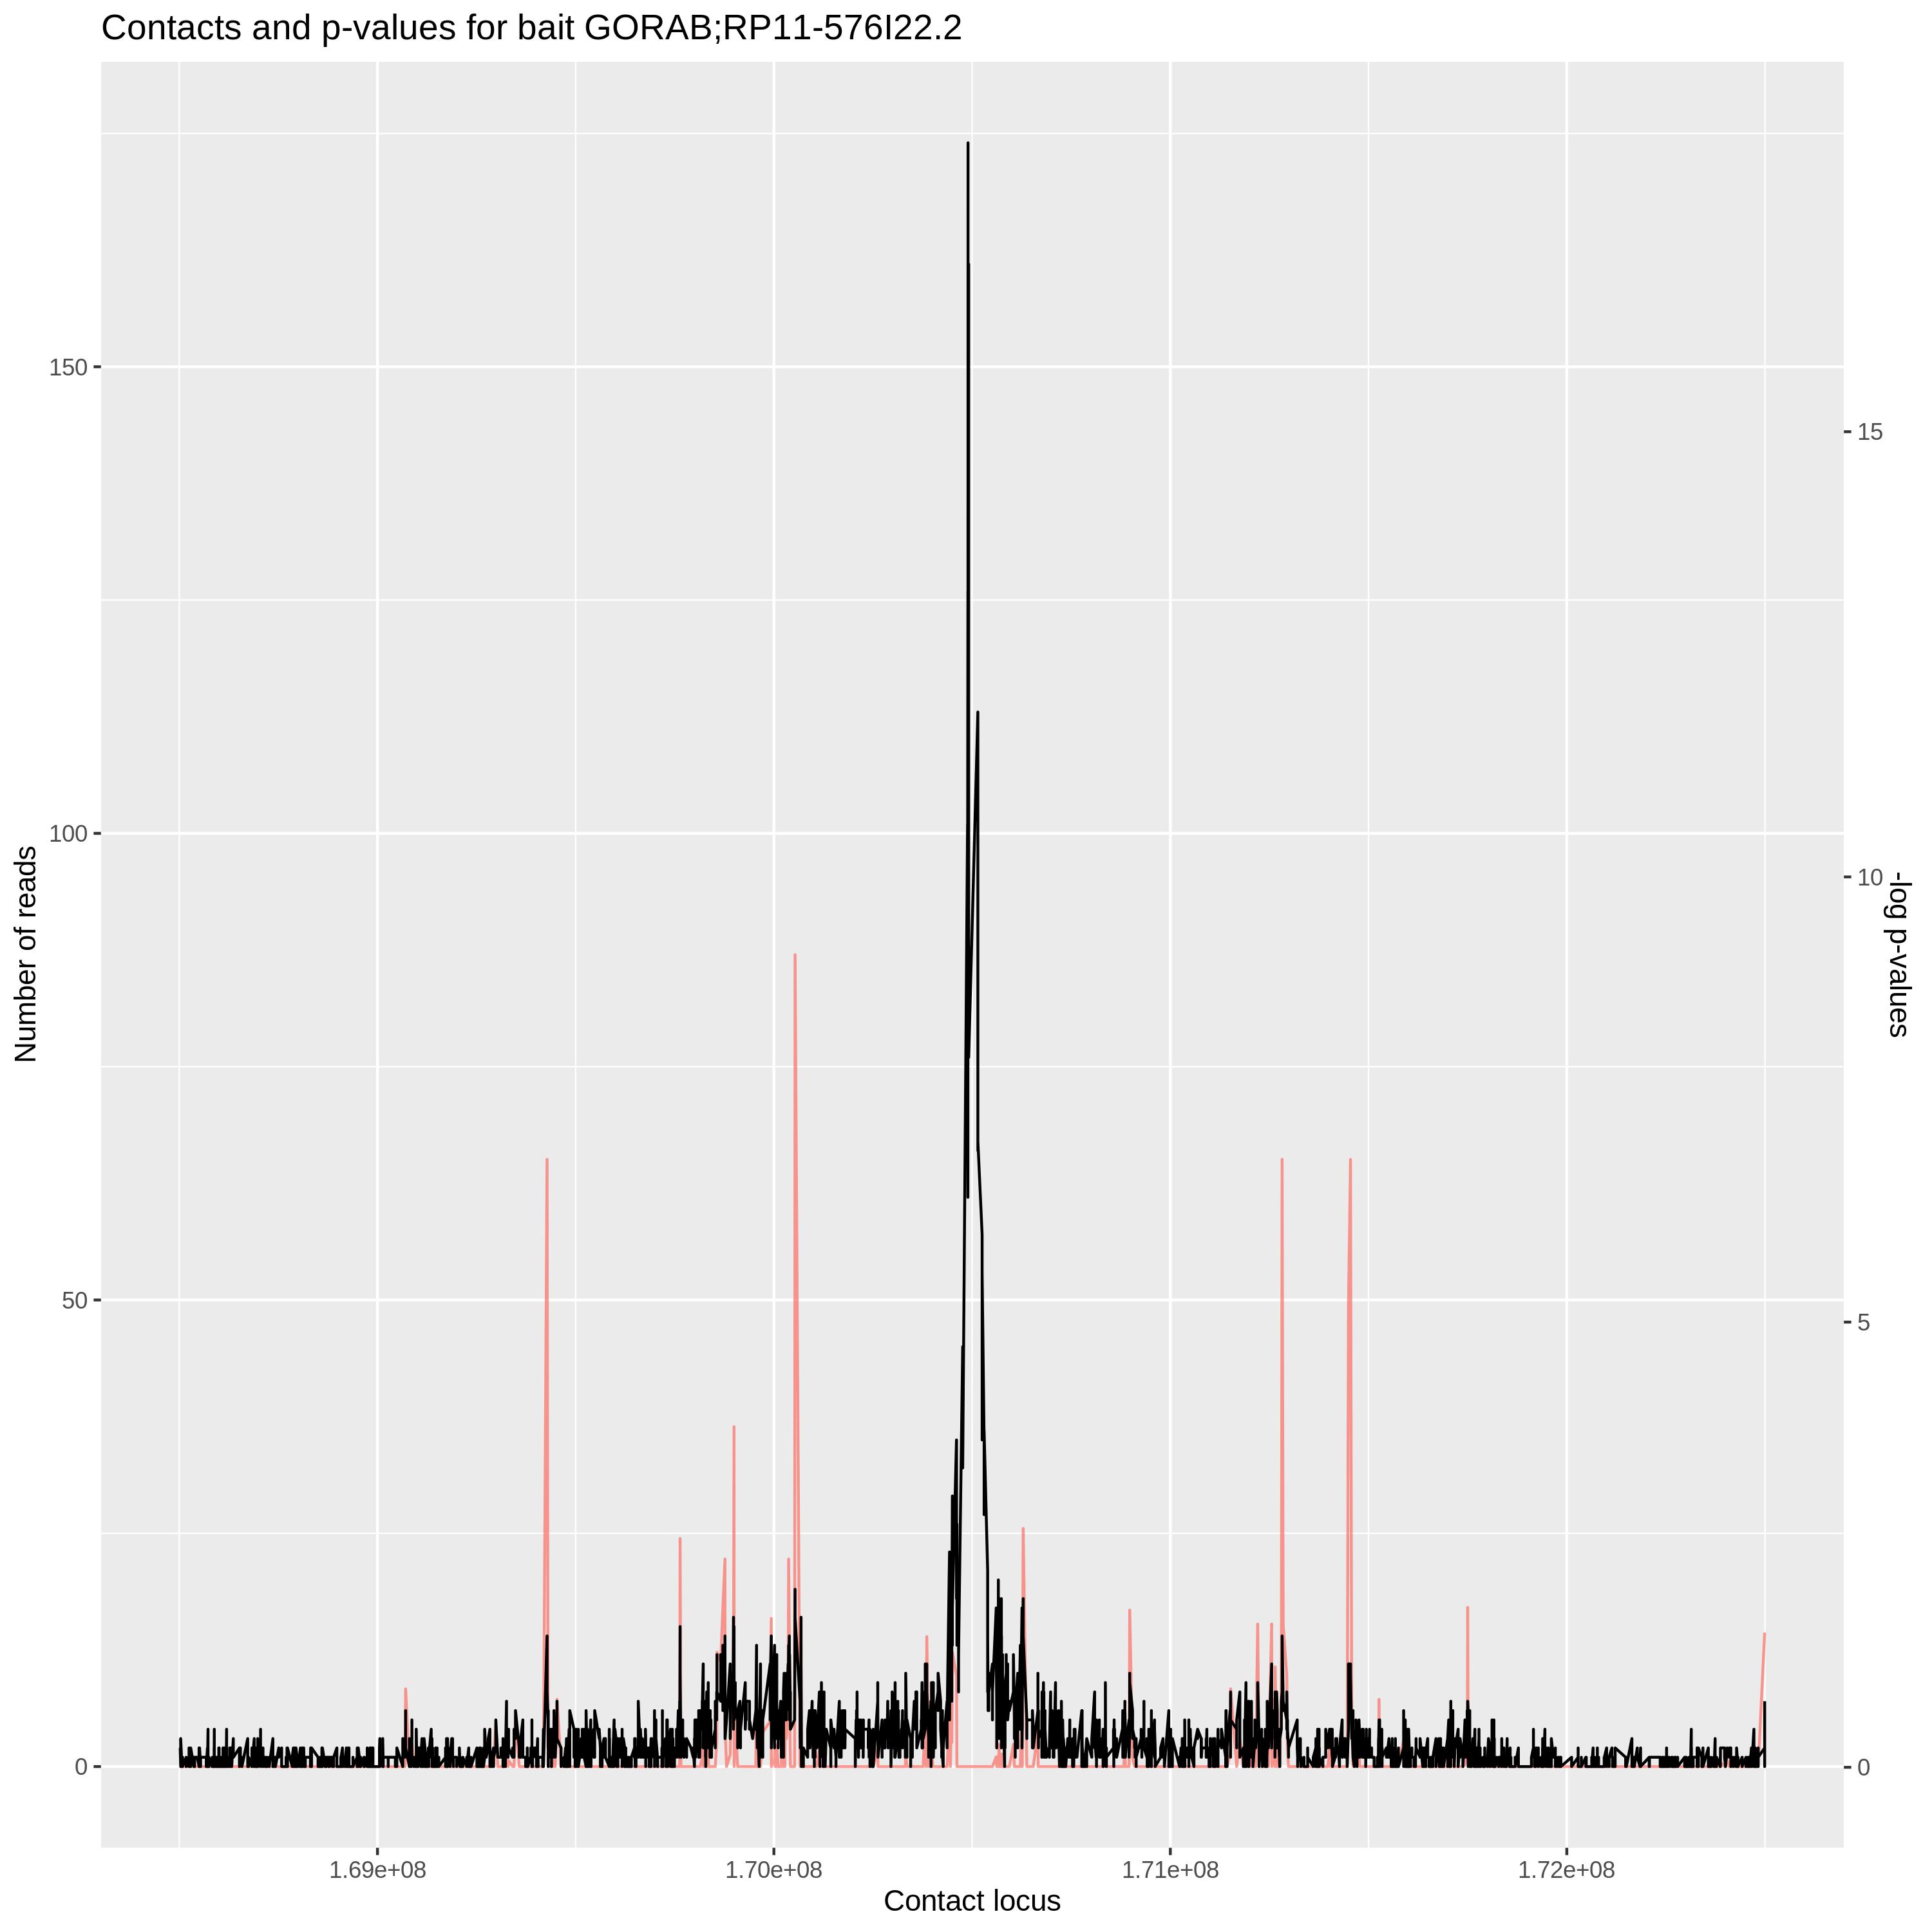 Contacts and p-values for bait GORAB;RP11-576I22.2
150
100
50
0
Number of reads
15
10
5
0
-log p-values
1.69e+08
1.70e+08
1.71e+08
1.72e+08
Contact locus